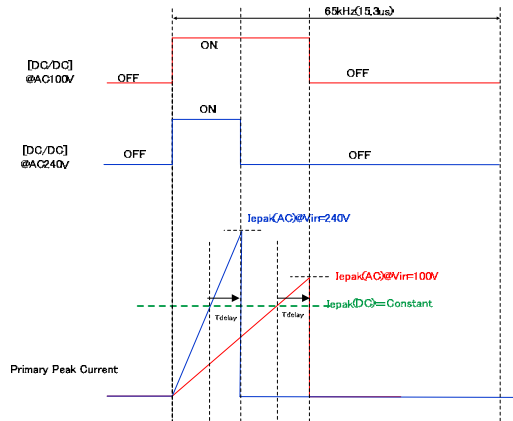 65kHz(15.3us)
ON
[DC/DC]
@AC100V
OFF
OFF
ON
[DC/DC]
@AC240V
OFF
OFF
Iepak(AC)@Vin=240V
Iepak(AC)@Vin=100V
Tdelay
Tdelay
Iepak(DC)=Constant
Primary Peak Current